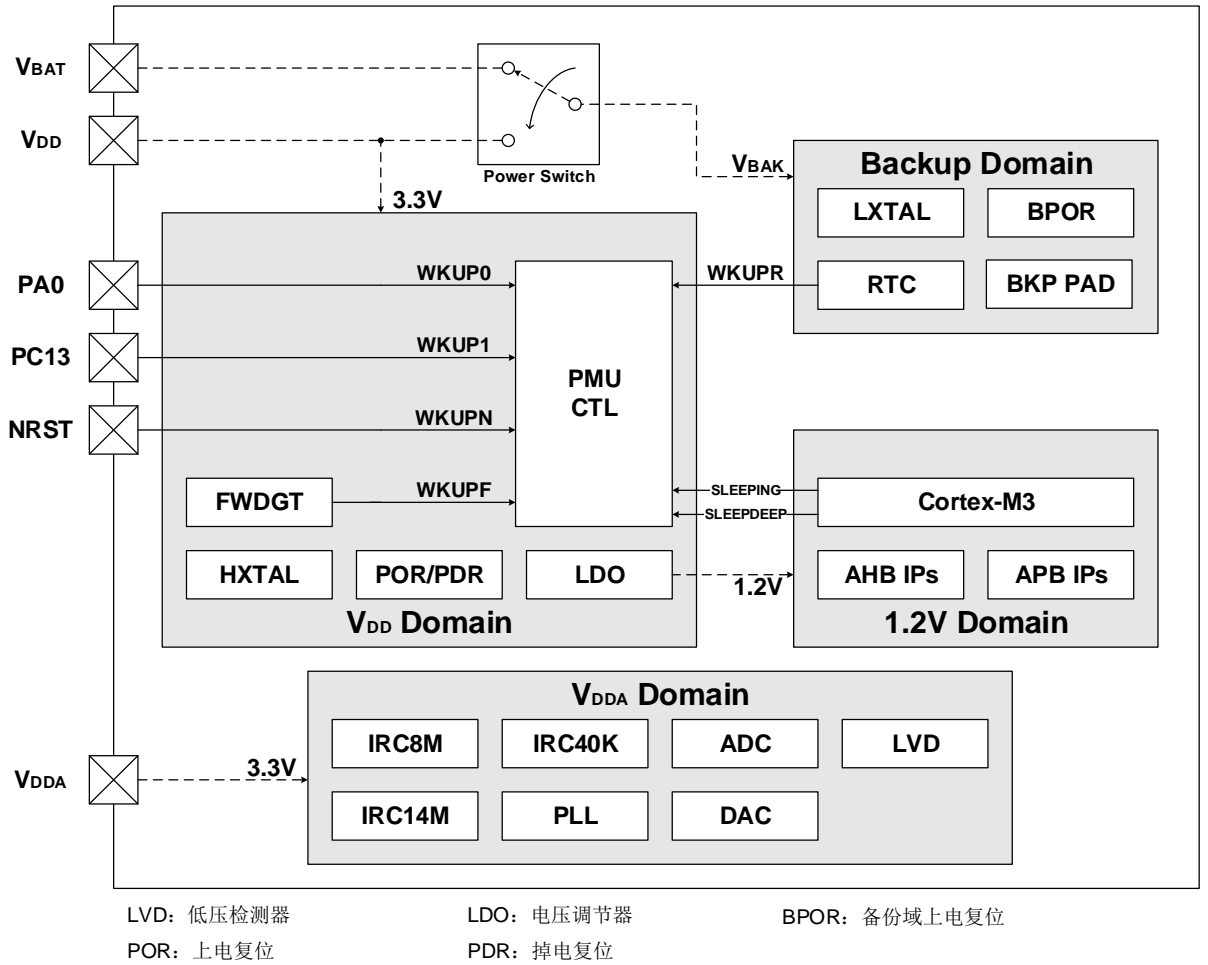 VBAT
VDD
Power Switch
3.3V
VBAK
Backup Domain
LXTAL
BPOR
RTC
BKP PAD
PA0
WKUP0
WKUPR
PC13
WKUP1
PMU
CTL
NRST
WKUPN
FWDGT
WKUPF
SLEEPING
SLEEPDEEP
Cortex-M3
HXTAL
POR/PDR
LDO
1.2V
AHB IPs
APB IPs
VDD Domain
1.2V Domain
VDDA Domain
IRC8M
IRC40K
ADC
LVD
VDDA
3.3V
IRC14M
PLL
DAC
LVD：低压检测器
LDO：电压调节器
BPOR：备份域上电复位
POR：上电复位
PDR：掉电复位